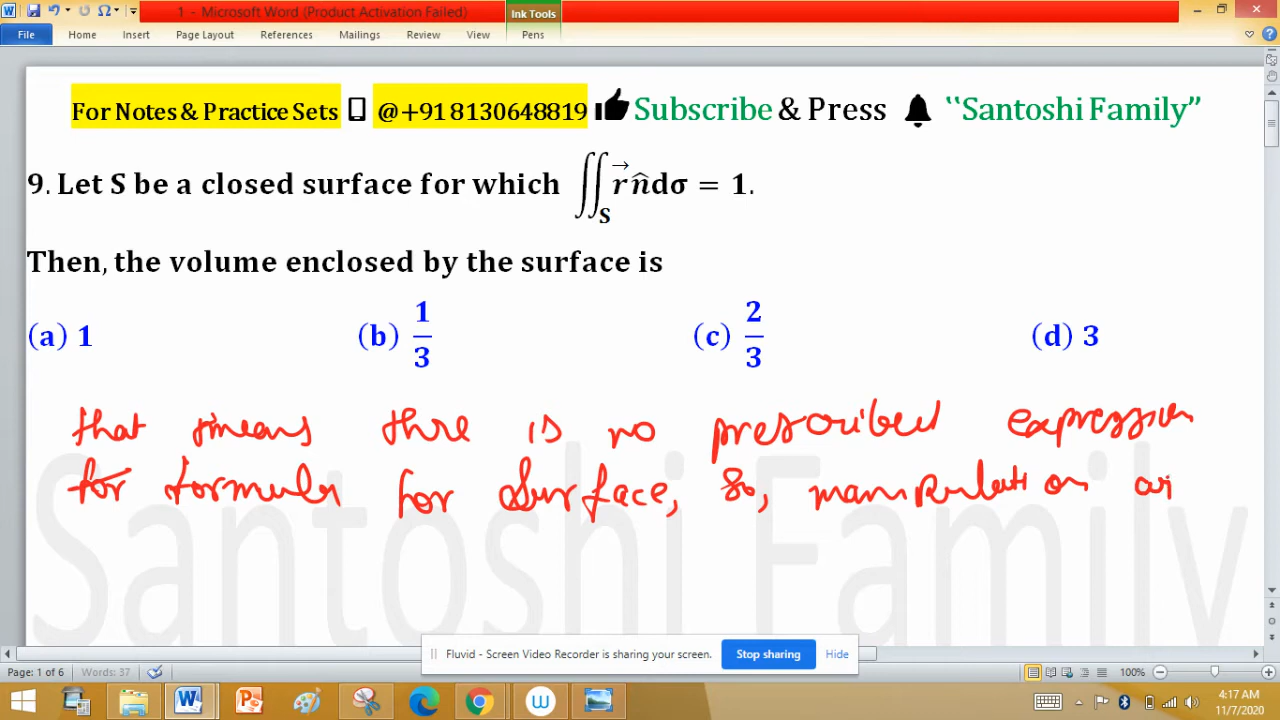 1 - Microsoft Word (Product Activation Failed)
Ink Tools
File Home Insert Page Layout References Mailings Review View Pens
For Notes & Practice Sets @+91 8130648819 Subscribe & Press ‘‘Santoshi Family”
9. Let S be a closed surface for which ∬_S r⃗ n̂ dσ = 1.
Then, the volume enclosed by the surface is
(a) 1 (b) 1/3 (c) 2/3 (d) 3
that means thre is no prescribed expression
for formula for Surface, So, manipulation
Santoshi Family
Fluvid - Screen Video Recorder is sharing your screen. Stop sharing Hide
Page: 1 of 6 Words: 37 100%
4:17 AM
11/7/2020